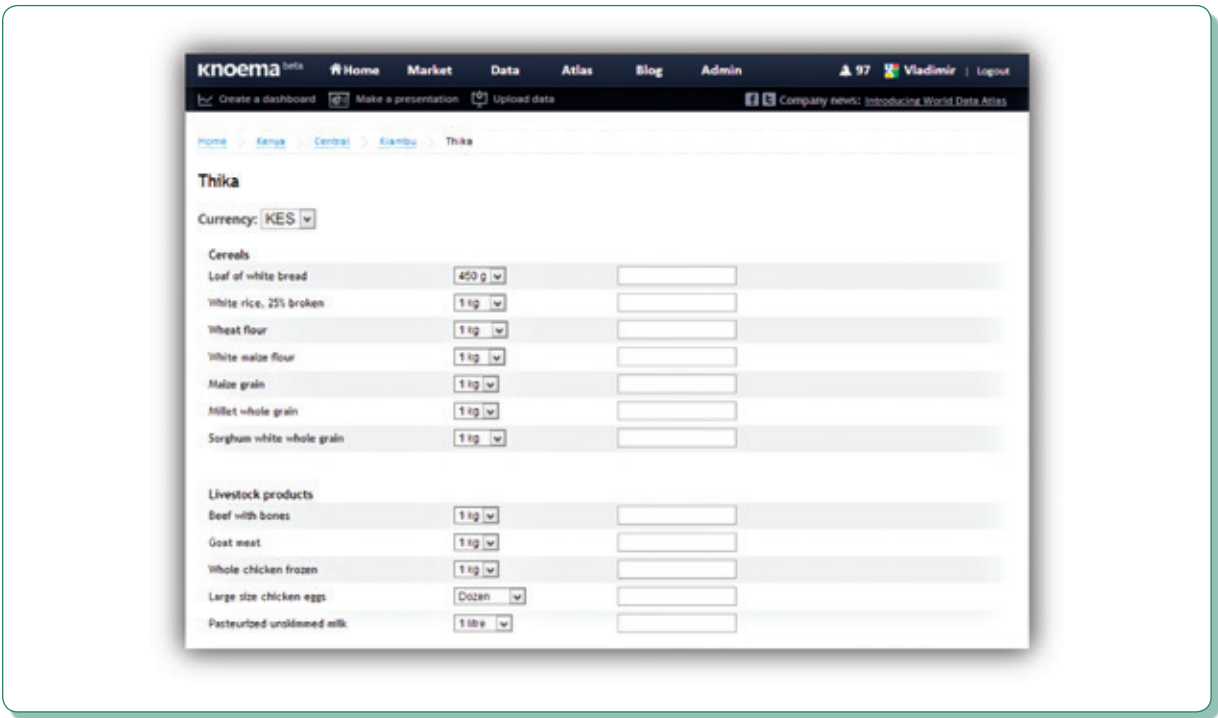 Knoema beta Home Market Data Atlas Blog Admin 97 Vladimir | Logout
Create a dashboard Make a presentation Upload data Company news: Introducing World Data Atlas
Home Kenya Central Kiambu Thika
Thika
Currency: KES
Cereals
Loaf of white bread 450 g
White rice, 25% broken 1 kg
Wheat flour 1 kg
White maize flour 1 kg
Maize grain 1 kg
Millet whole grain 1 kg
Sorghum white whole grain 1 kg
Livestock products
Beef with bones 1 kg
Goat meat 1 kg
Whole chicken frozen 1 kg
Large size chicken eggs Dozen
Pasteurized unskimmed milk 1 litre